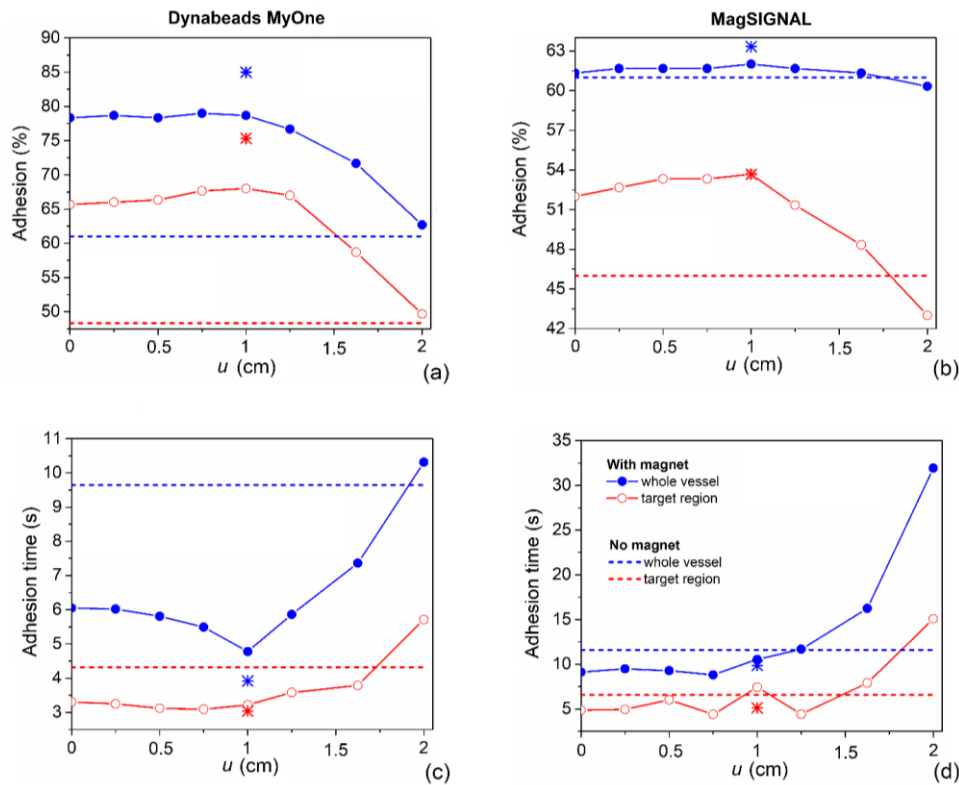 Dynabeads MyOne
90
85
80
75
70
65
60
55
50
Adhesion (%)
0
0.5
1
1.5
2
u (cm)
(a)
MagSIGNAL
63
60
57
54
51
48
45
42
Adhesion (%)
0
0.5
1
1.5
2
u (cm)
(b)
11
10
9
8
7
6
5
4
3
Adhesion time (s)
0
0.5
1
1.5
2
u (cm)
(c)
35
30
25
20
15
10
5
Adhesion time (s)
With magnet
whole vessel
target region
No magnet
whole vessel
target region
0
0.5
1
1.5
2
u (cm)
(d)